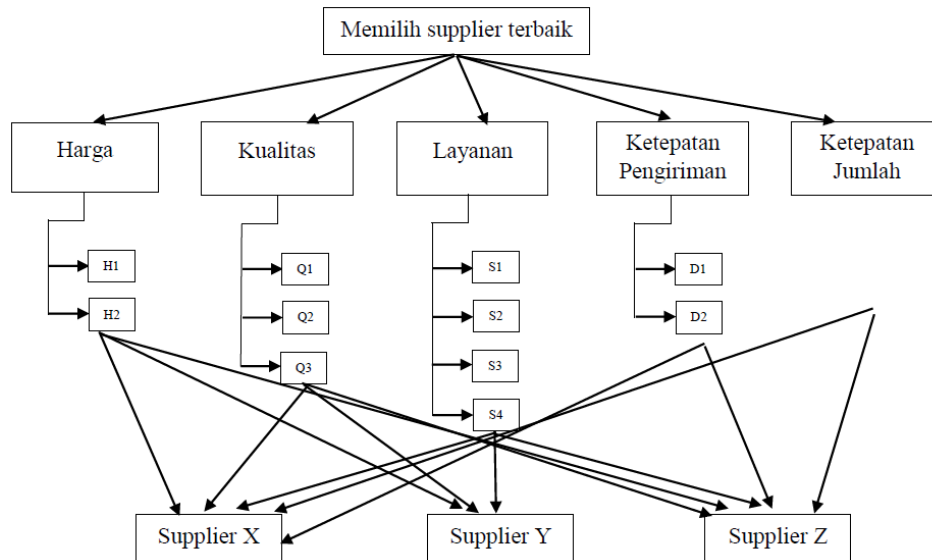 Memilih supplier terbaik
Harga
Kualitas
Layanan
Ketepatan
Pengiriman
Ketepatan
Jumlah
H1
H2
Q1
Q2
Q3
S1
S2
S3
S4
D1
D2
Supplier X
Supplier Y
Supplier Z